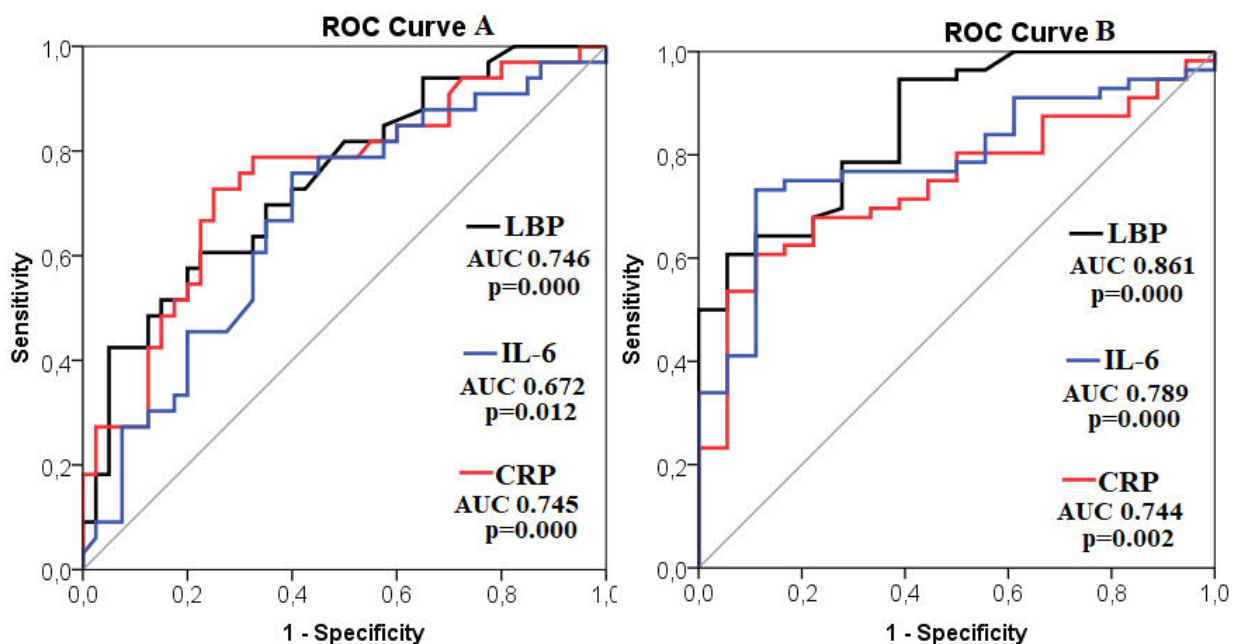 ROC Curve A
1,0
0,8
0,6
0,4
0,2
0,0
Sensitivity
LBP
AUC 0.746
p=0.000
IL-6
AUC 0.672
p=0.012
CRP
AUC 0.745
p=0.000
0,0 0,2 0,4 0,6 0,8 1,0
1 - Specificity
ROC Curve B
1,0
0,8
0,6
0,4
0,2
0,0
Sensitivity
LBP
AUC 0.861
p=0.000
IL-6
AUC 0.789
p=0.000
CRP
AUC 0.744
p=0.002
0,0 0,2 0,4 0,6 0,8 1,0
1 - Specificity